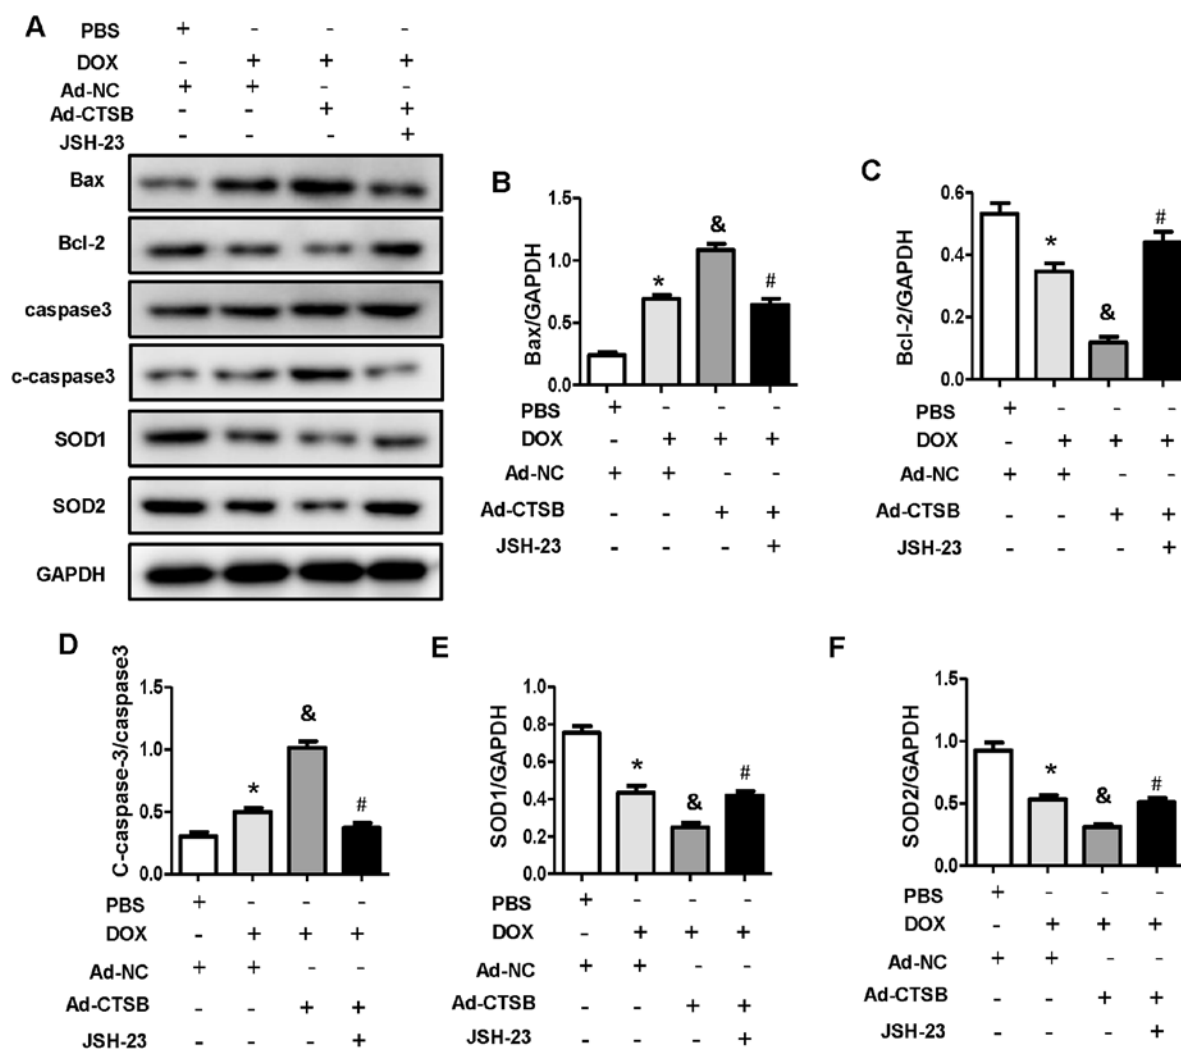 A
PBS + - - -
DOX - + + +
Ad-NC + + - -
Ad-CTSB - - + +
JSH-23 - - - +
Bax
Bcl-2
caspase3
c-caspase3
SOD1
SOD2
GAPDH
B
Bax/GAPDH
1.5
1.0
0.5
0.0
* & #
PBS + - - -
DOX - + + +
Ad-NC + + - -
Ad-CTSB - - + +
JSH-23 - - - +
C
Bcl-2/GAPDH
0.6
0.4
0.2
0.0
* & #
PBS + - - -
DOX - + + +
Ad-NC + + - -
Ad-CTSB - - + +
JSH-23 - - - +
D
C-caspase-3/caspase3
1.5
1.0
0.5
0.0
* & #
PBS + - - -
DOX - + + +
Ad-NC + + - -
Ad-CTSB - - + +
JSH-23 - - - +
E
SOD1/GAPDH
1.0
0.8
0.6
0.4
0.2
0.0
* & #
PBS + - - -
DOX - + + +
Ad-NC + + - -
Ad-CTSB - - + +
JSH-23 - - - +
F
SOD2/GAPDH
1.5
1.0
0.5
0.0
* & #
PBS + - - -
DOX - + + +
Ad-NC + + - -
Ad-CTSB - - + +
JSH-23 - - - +